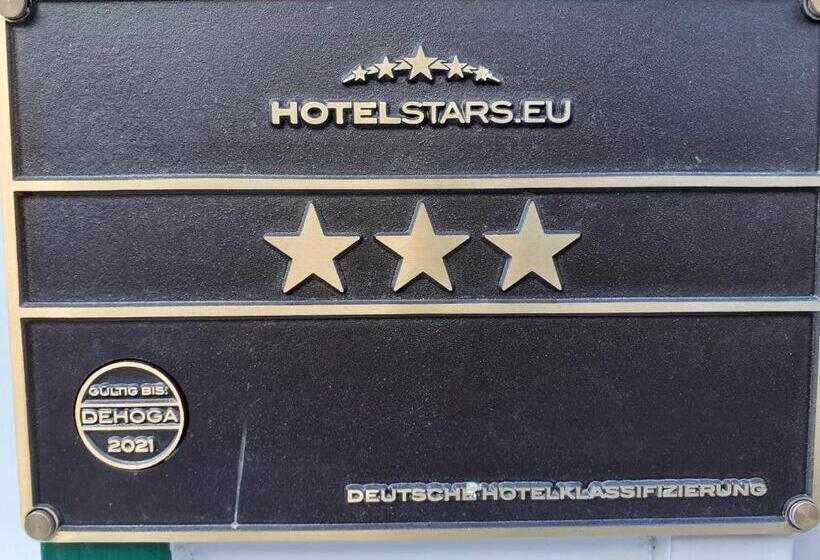 HOTELSTARS.EU
GÜLTIG BIS:
DEHOGA
2021
DEUTSCHE HOTELKLASSIFIZIERUNG